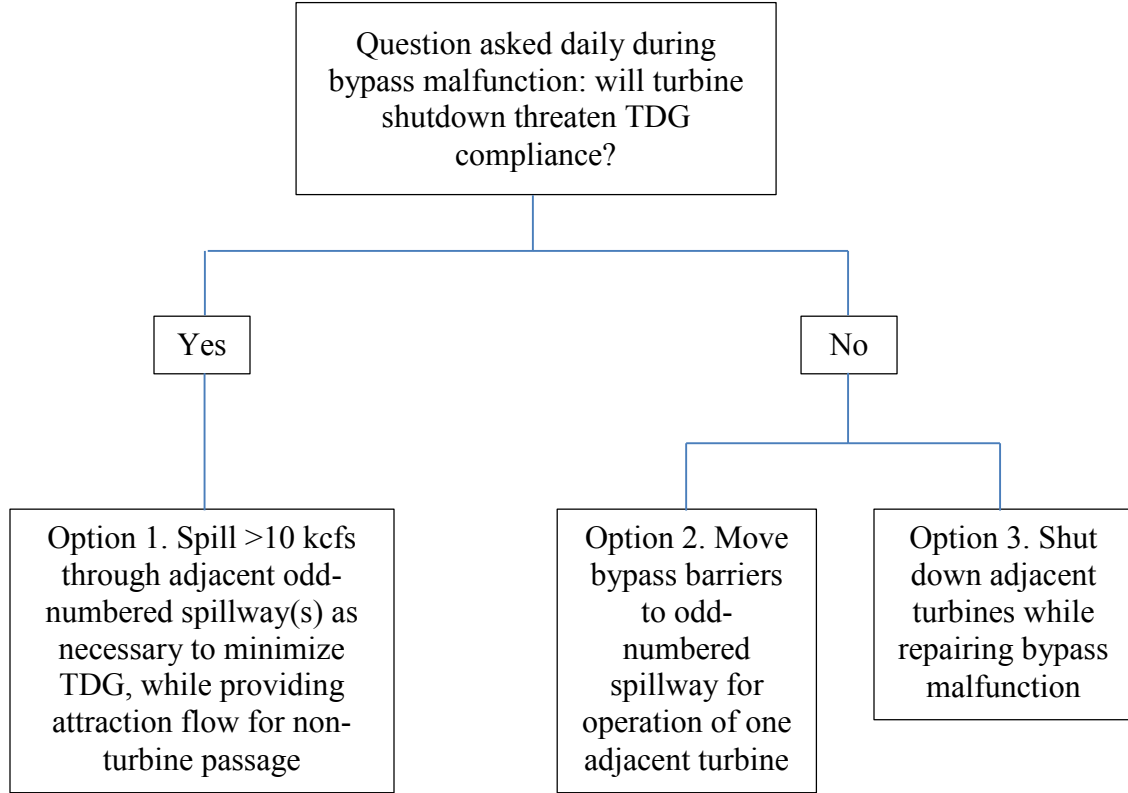 Question asked daily during
bypass malfunction: will turbine
shutdown threaten TDG
compliance?
Yes
No
Option 1. Spill >10 kcfs
through adjacent odd-
numbered spillway(s) as
necessary to minimize
TDG, while providing
attraction flow for non-
turbine passage
Option 2. Move
bypass barriers
to odd-
numbered
spillway for
operation of one
adjacent turbine
Option 3. Shut
down adjacent
turbines while
repairing bypass
malfunction